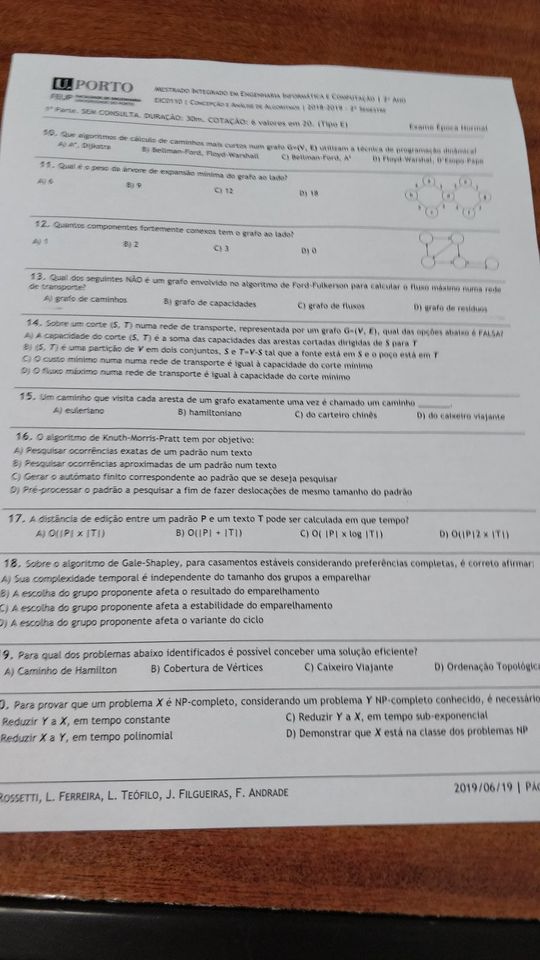 U. PORTO
FEUP FACULDADE DE ENGENHARIA
UNIVERSIDADE DO PORTO
MESTRADO INTEGRADO EM ENGENHARIA INFORMÁTICA E COMPUTAÇÃO | 2º ANO
EIC0110 | CONCEPÇÃO E ANÁLISE DE ALGORITMOS | 2018-2019 - 2º SEMESTRE
1ª Parte. SEM CONSULTA. DURAÇÃO: 30m. COTAÇÃO: 6 valores em 20. (Tipo E)
Exame Época Normal
10. Que algoritmos de cálculo de caminhos mais curtos num grafo G=(V, E) utilizam a técnica de programação dinâmica?
A) A*, Dijkstra B) Bellman-Ford, Floyd-Warshall C) Bellman-Ford, A* D) Floyd-Warshal, D'Esopo-Pape
11. Qual é o peso da árvore de expansão mínima do grafo ao lado?
A) 6 B) 9 C) 12 D) 18
12. Quantos componentes fortemente conexos tem o grafo ao lado?
A) 1 B) 2 C) 3 D) 0
13. Qual dos seguintes NÃO é um grafo envolvido no algoritmo de Ford-Fulkerson para calcular o fluxo máximo numa rede
de transporte?
A) grafo de caminhos B) grafo de capacidades C) grafo de fluxos D) grafo de resíduos
14. Sobre um corte (S, T) numa rede de transporte, representada por um grafo G=(V, E), qual das opções abaixo é FALSA?
A) A capacidade do corte (S, T) é a soma das capacidades das arestas cortadas dirigidas de S para T
B) (S, T) é uma partição de V em dois conjuntos, S e T=V-S tal que a fonte está em S e o poço está em T
C) O custo mínimo numa numa rede de transporte é igual à capacidade do corte mínimo
D) O fluxo máximo numa rede de transporte é igual à capacidade do corte mínimo
15. Um caminho que visita cada aresta de um grafo exatamente uma vez é chamado um caminho ______.
A) euleriano B) hamiltoniano C) do carteiro chinês D) do caixeiro viajante
16. O algoritmo de Knuth-Morris-Pratt tem por objetivo:
A) Pesquisar ocorrências exatas de um padrão num texto
B) Pesquisar ocorrências aproximadas de um padrão num texto
C) Gerar o autômato finito correspondente ao padrão que se deseja pesquisar
D) Pré-processar o padrão a pesquisar a fim de fazer deslocações de mesmo tamanho do padrão
17. A distância de edição entre um padrão P e um texto T pode ser calculada em que tempo?
A) O(|P| x |T|) B) O(|P| + |T|) C) O( |P| x log |T|) D) O(|P|2 x |T|)
18. Sobre o algoritmo de Gale-Shapley, para casamentos estáveis considerando preferências completas, é correto afirmar:
A) Sua complexidade temporal é independente do tamanho dos grupos a emparelhar
B) A escolha do grupo proponente afeta o resultado do emparelhamento
C) A escolha do grupo proponente afeta a estabilidade do emparelhamento
D) A escolha do grupo proponente afeta o variante do ciclo
9. Para qual dos problemas abaixo identificados é possível conceber uma solução eficiente?
A) Caminho de Hamilton B) Cobertura de Vértices C) Caixeiro Viajante D) Ordenação Topológica
0. Para provar que um problema X é NP-completo, considerando um problema Y NP-completo conhecido, é necessário
Reduzir Y a X, em tempo constante C) Reduzir Y a X, em tempo sub-exponencial
Reduzir X a Y, em tempo polinomial D) Demonstrar que X está na classe dos problemas NP
ROSSETTI, L. FERREIRA, L. TEÓFILO, J. FILGUEIRAS, F. ANDRADE
2019/06/19 | PÁG